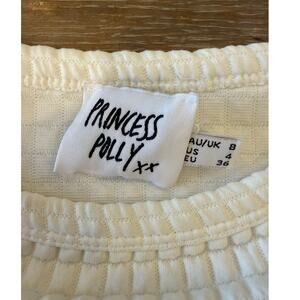 PRINCESS
POLLY xx
AU/UK 8
US 4
EU 36